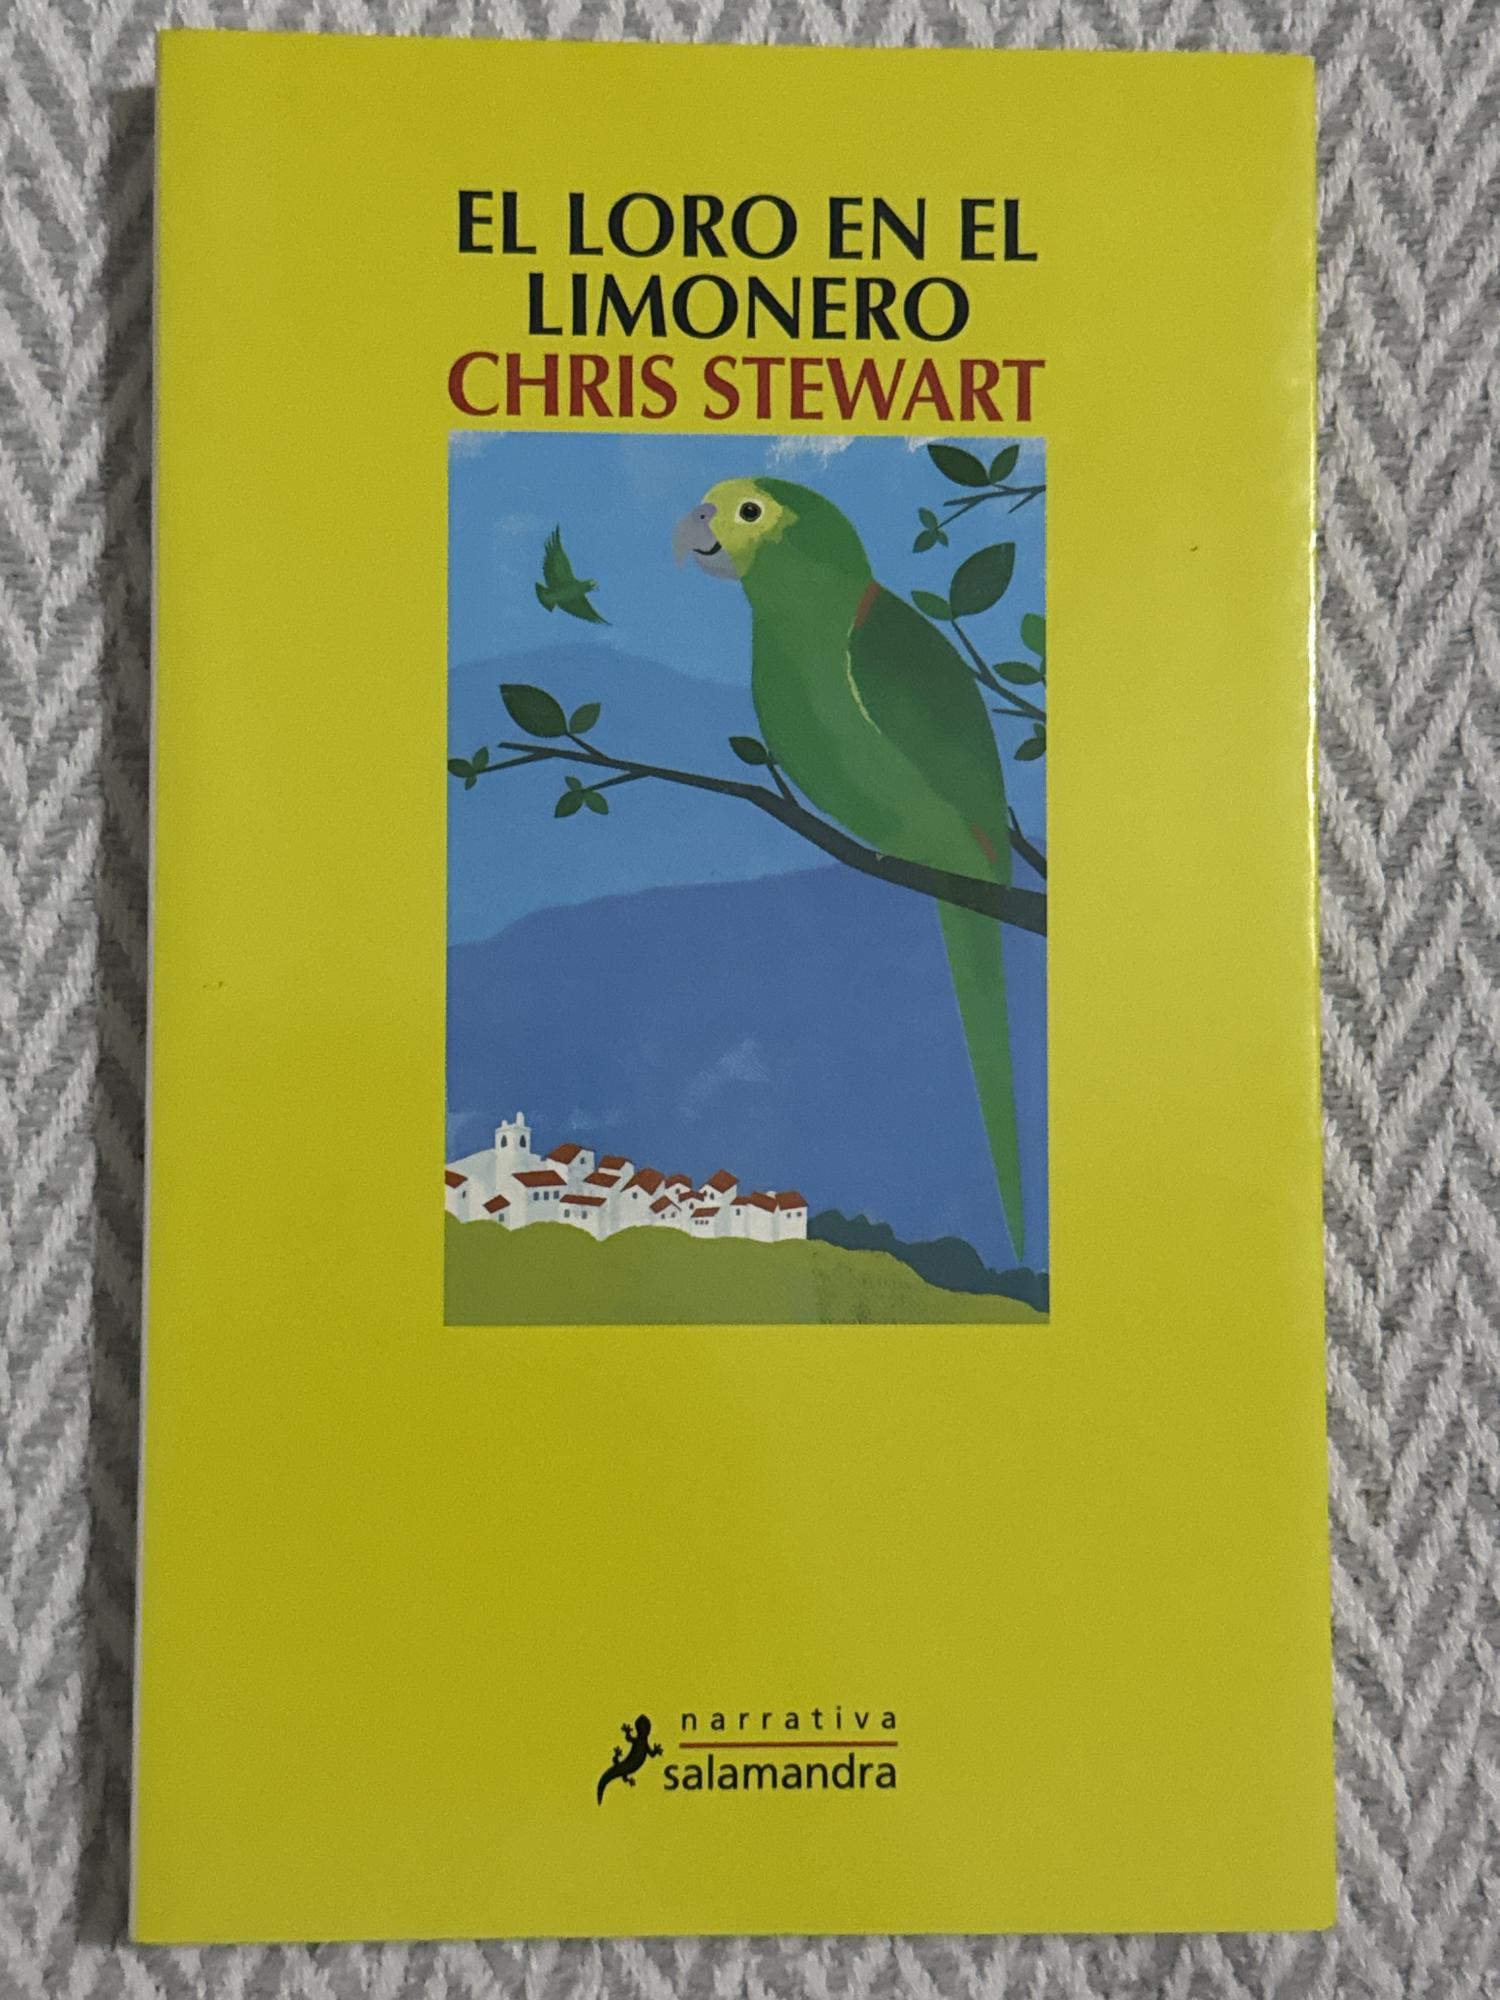 EL LORO EN EL
LIMONERO
CHRIS STEWART
narrativa
salamandra